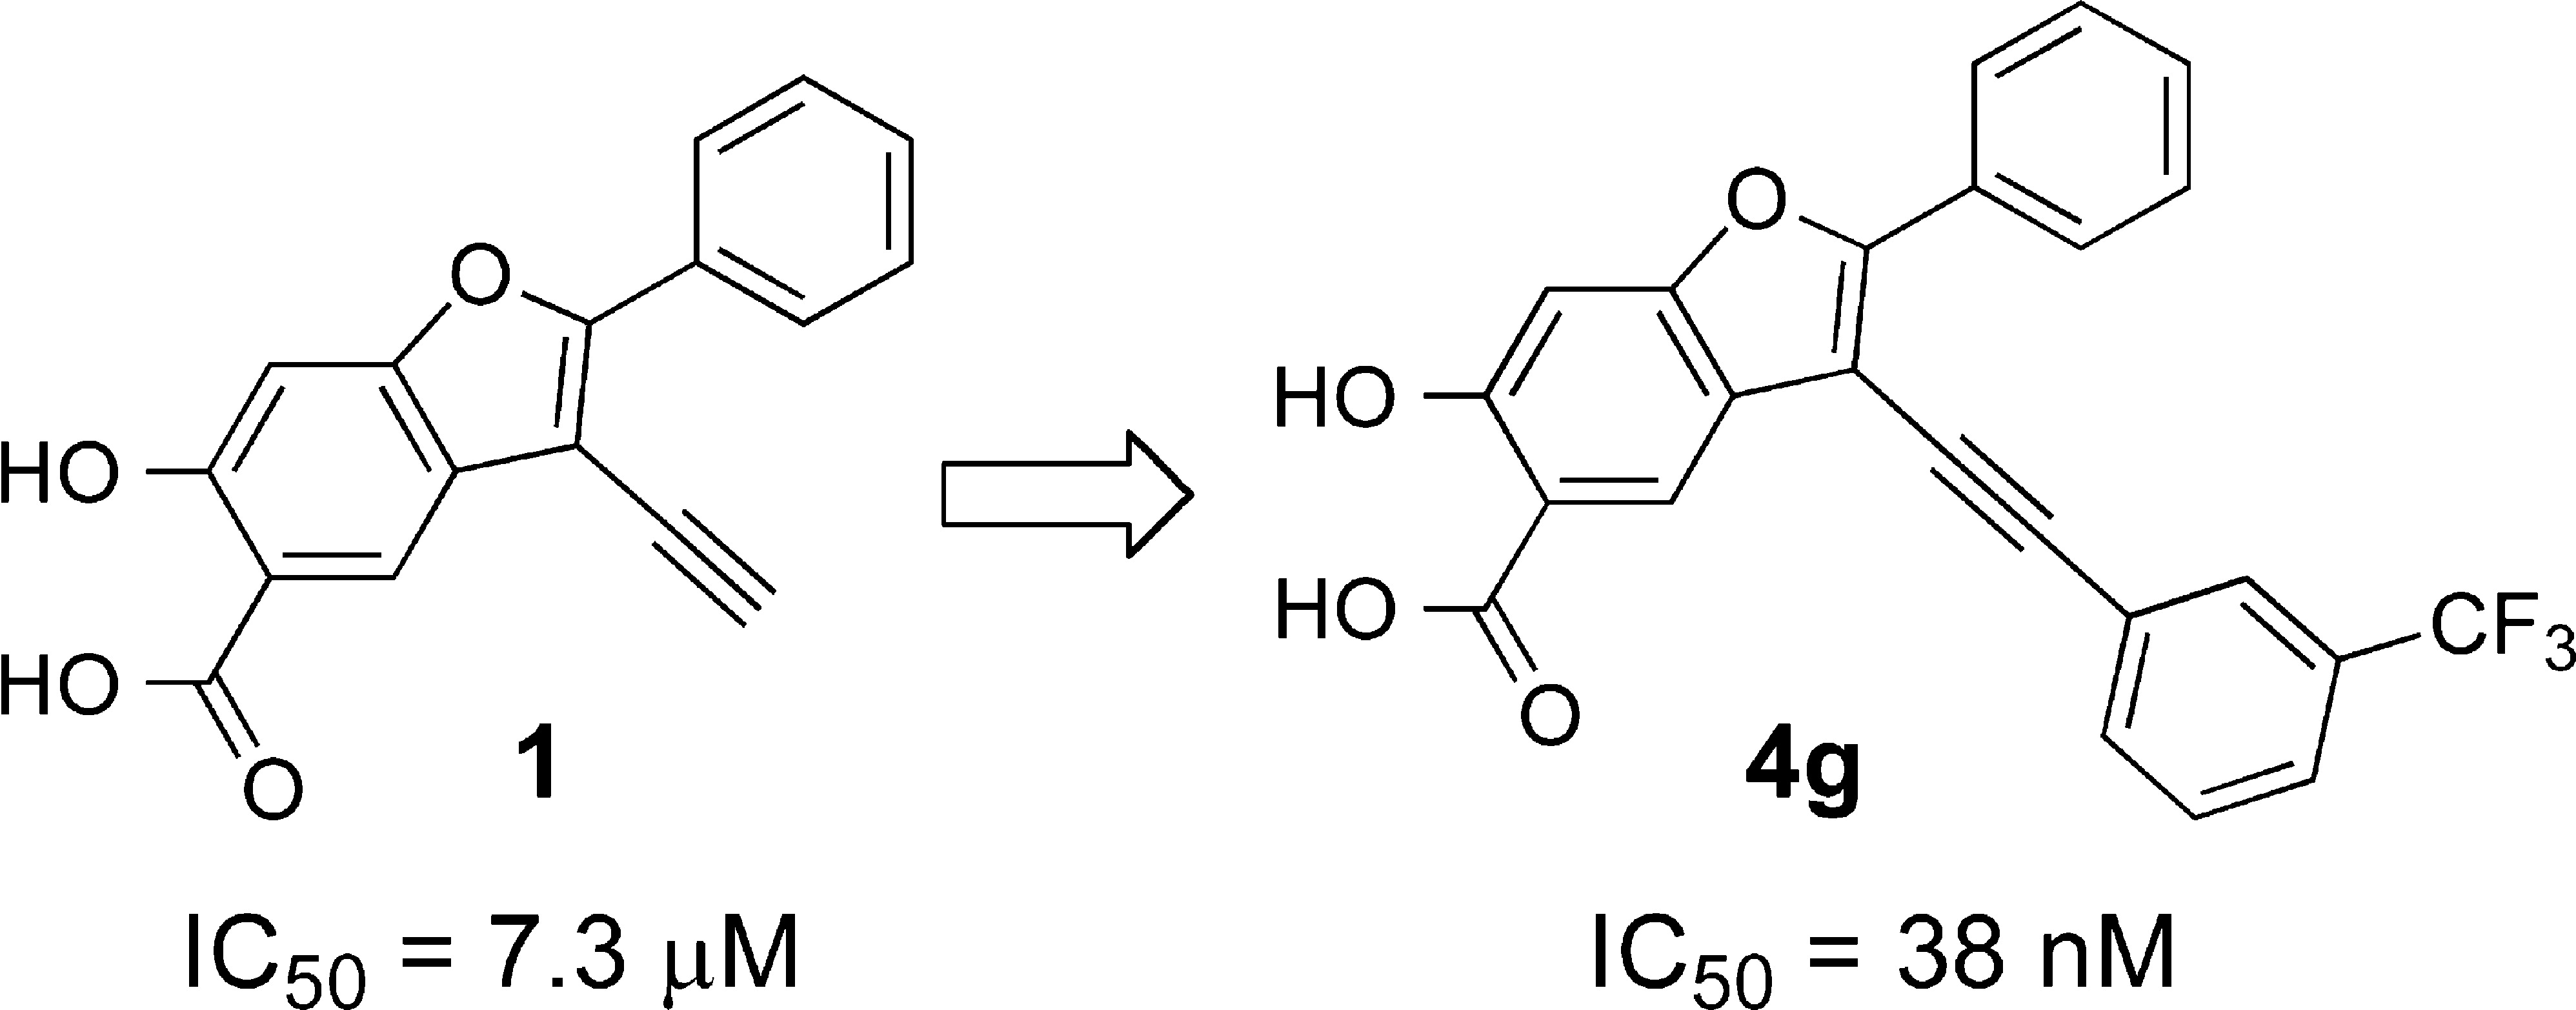 O
HO
HO
O
1
IC50 = 7.3 μM
O
HO
HO
O
CF3
4g
IC50 = 38 nM